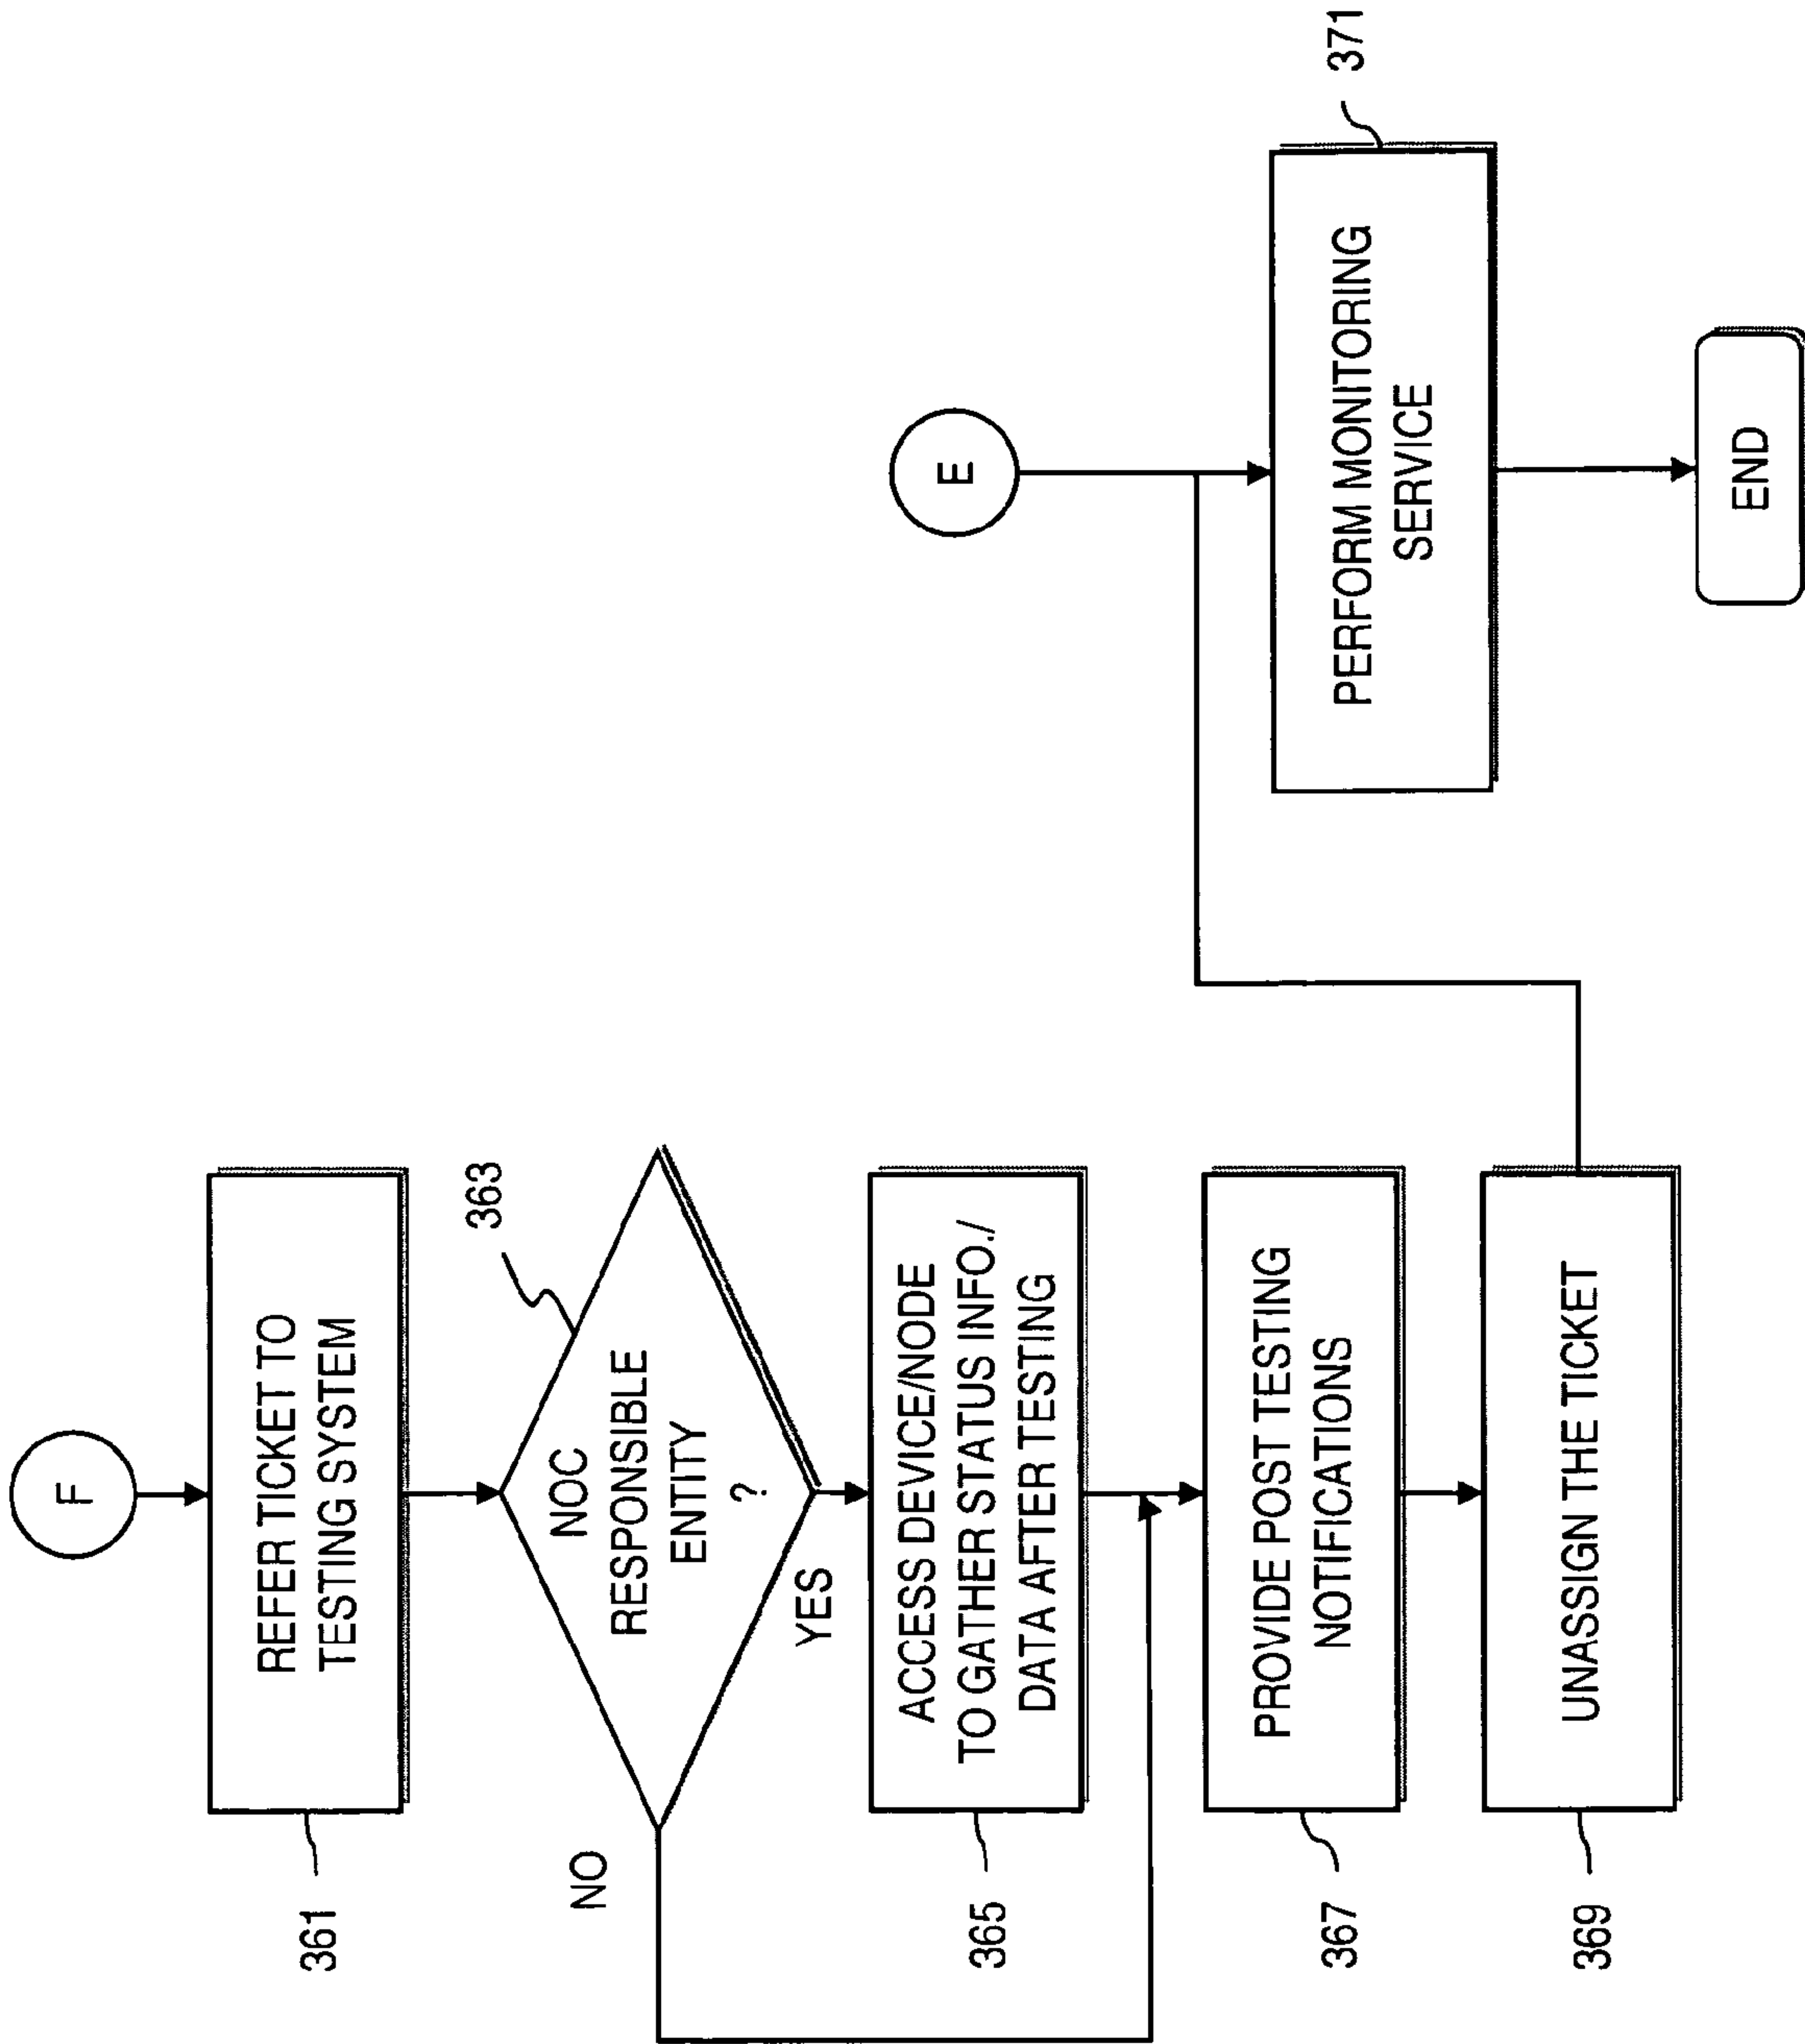 F
REFER TICKET TO
TESTING SYSTEM
361
363
NOC
RESPONSIBLE
ENTITY
?
NO
YES
ACCESS DEVICE/NODE
TO GATHER STATUS INFO./
DATA AFTER TESTING
365
PROVIDE POST TESTING
NOTIFICATIONS
367
UNASSIGN THE TICKET
369
E
PERFORM MONITORING
SERVICE
371
END